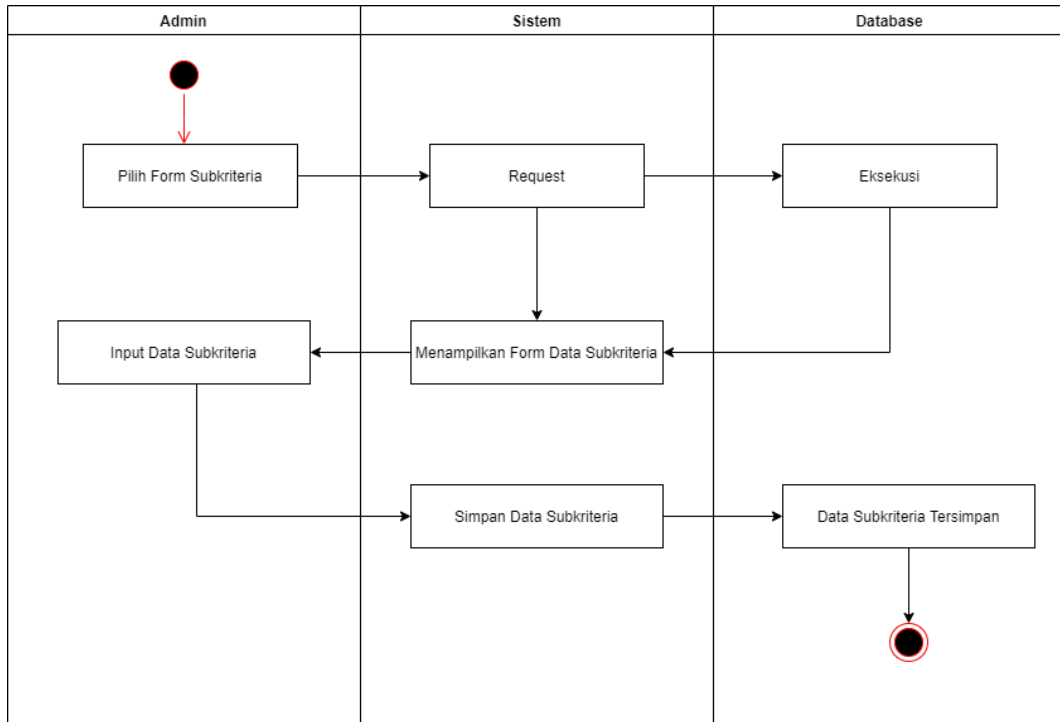 Admin
Sistem
Database
Pilih Form Subkriteria
Request
Eksekusi
Input Data Subkriteria
Menampilkan Form Data Subkriteria
Simpan Data Subkriteria
Data Subkriteria Tersimpan